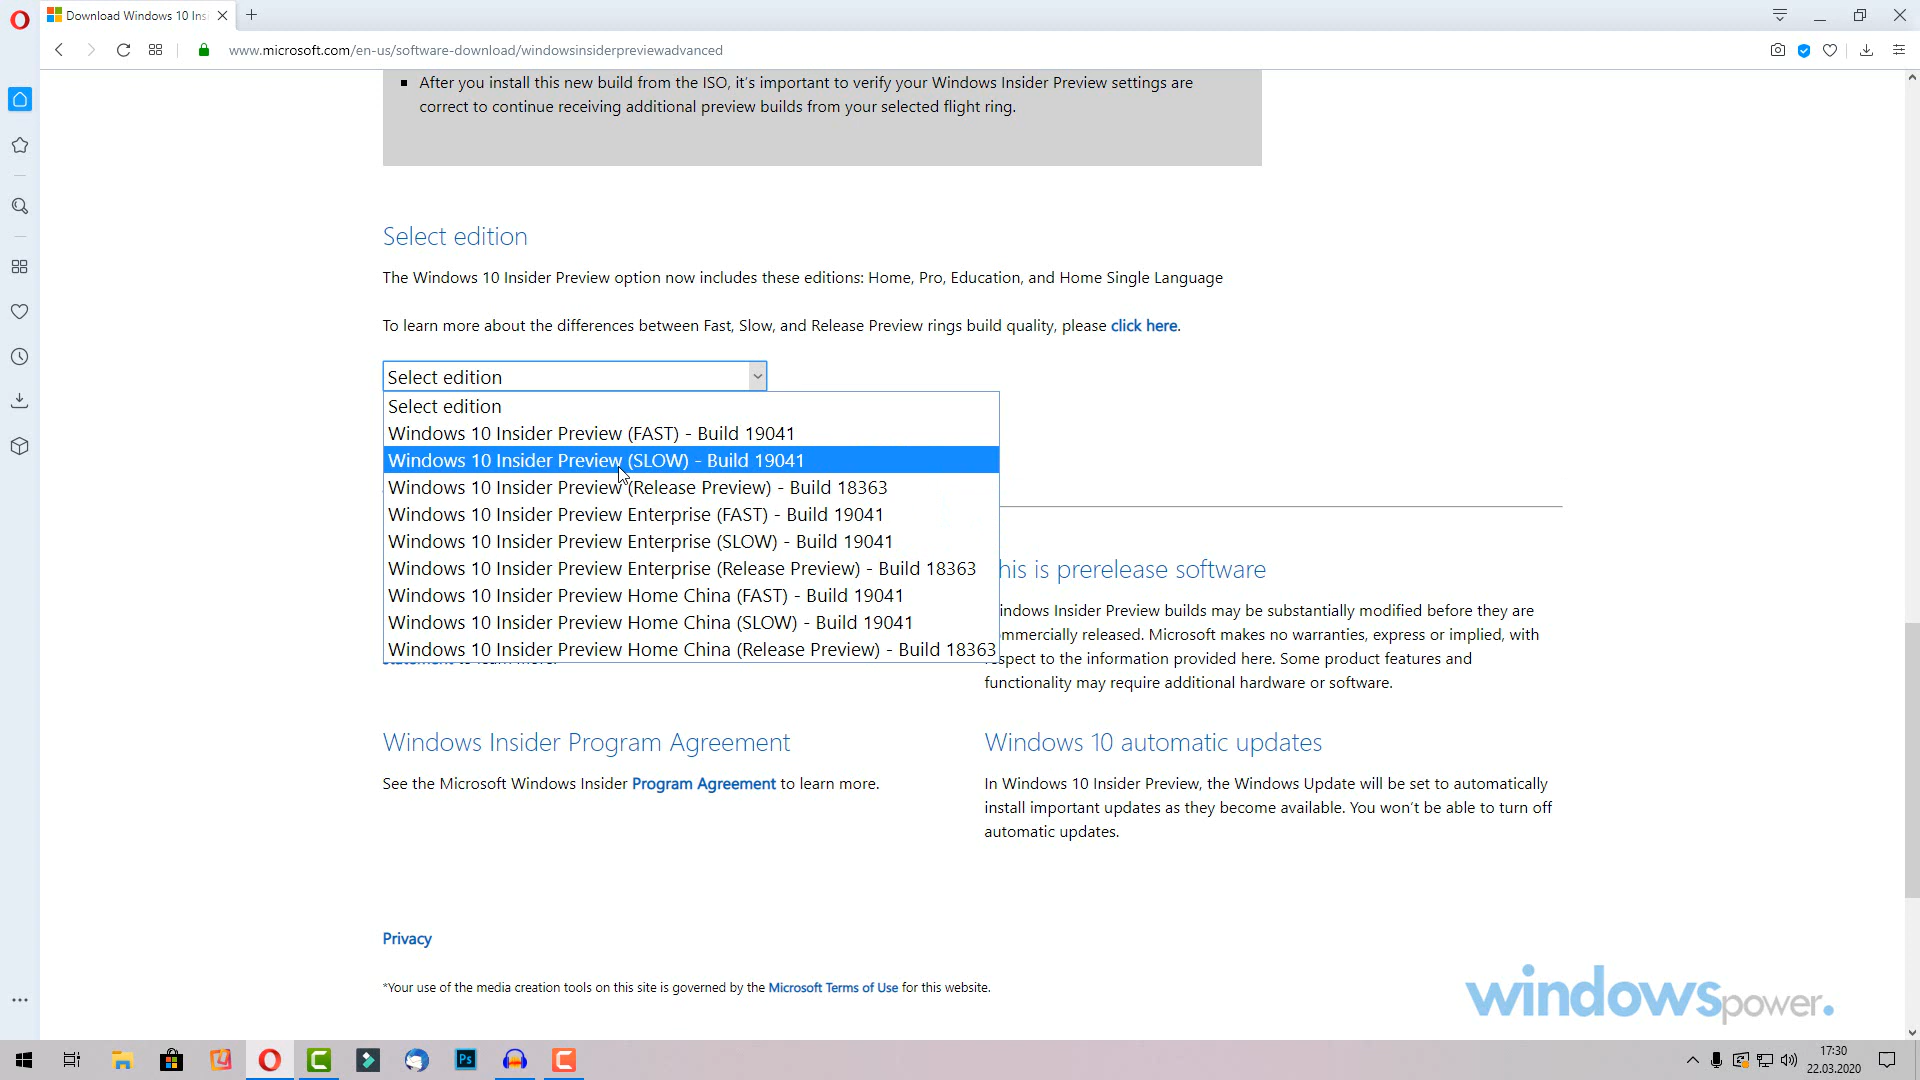 Download Windows 10 Ins
www.microsoft.com/en-us/software-download/windowsinsiderpreviewadvanced
After you install this new build from the ISO, it's important to verify your Windows Insider Preview settings are
correct to continue receiving additional preview builds from your selected flight ring.
Select edition
The Windows 10 Insider Preview option now includes these editions: Home, Pro, Education, and Home Single Language
To learn more about the differences between Fast, Slow, and Release Preview rings build quality, please click here.
Select edition
Select edition
Windows 10 Insider Preview (FAST) - Build 19041
Windows 10 Insider Preview (SLOW) - Build 19041
Windows 10 Insider Preview (Release Preview) - Build 18363
Windows 10 Insider Preview Enterprise (FAST) - Build 19041
Windows 10 Insider Preview Enterprise (SLOW) - Build 19041
Windows 10 Insider Preview Enterprise (Release Preview) - Build 18363
Windows 10 Insider Preview Home China (FAST) - Build 19041
Windows 10 Insider Preview Home China (SLOW) - Build 19041
Windows 10 Insider Preview Home China (Release Preview) - Build 18363
his is prerelease software
indows Insider Preview builds may be substantially modified before they are
mmercially released. Microsoft makes no warranties, express or implied, with
spect to the information provided here. Some product features and
functionality may require additional hardware or software.
Windows Insider Program Agreement
See the Microsoft Windows Insider Program Agreement to learn more.
Windows 10 automatic updates
In Windows 10 Insider Preview, the Windows Update will be set to automatically
install important updates as they become available. You won't be able to turn off
automatic updates.
Privacy
*Your use of the media creation tools on this site is governed by the Microsoft Terms of Use for this website.
windowspower.
Ps
17:30
22.03.2020